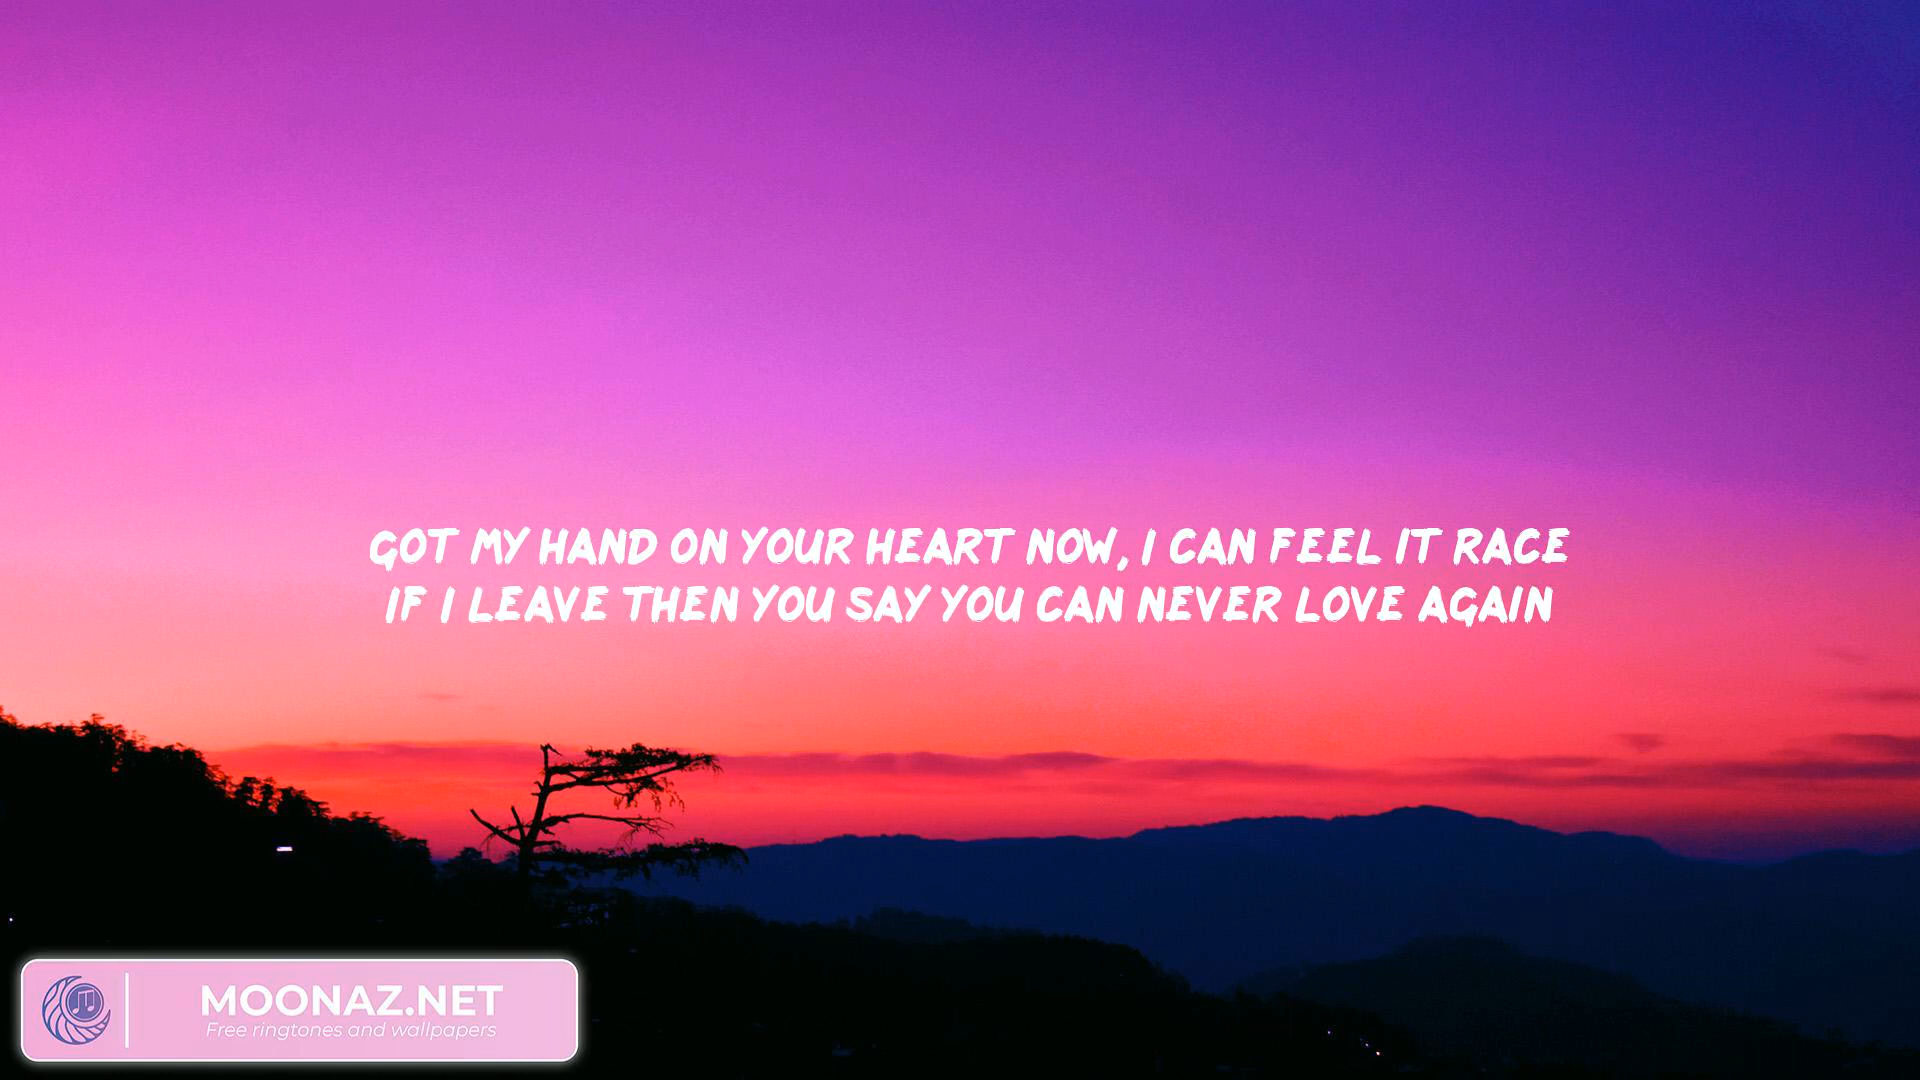 GOT MY HAND ON YOUR HEART NOW, I CAN FEEL IT RACE
IF I LEAVE THEN YOU SAY YOU CAN NEVER LOVE AGAIN
MOONAZ.NET
Free ringtones and wallpapers